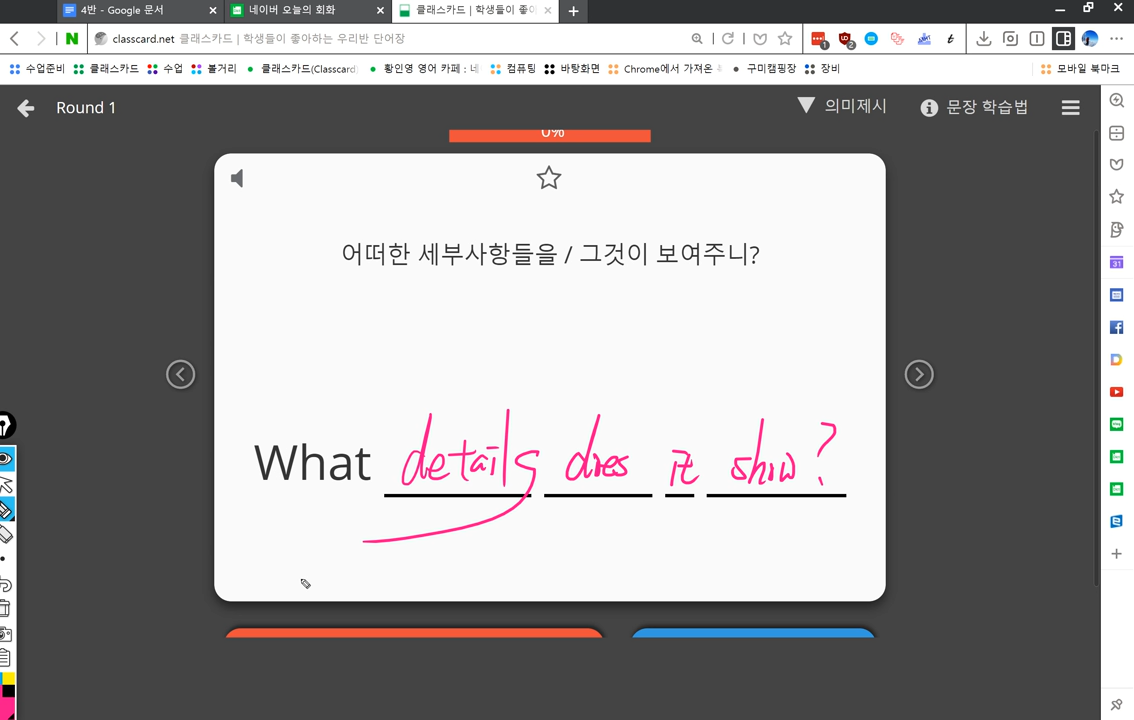 4반 - Google 문서
네이버 오늘의 회화
클래스카드 | 학생들이 좋아
classcard.net 클래스카드 | 학생들이 좋아하는 우리반 단어장
수업준비 클래스카드 수업 볼거리 클래스카드(Classcard) 황인영 영어 카페 : 네 컴퓨팅 바탕화면 Chrome에서 가져온 구미캠핑장 장비 모바일 북마크
Round 1
의미제시
문장 학습법
0%
어떠한 세부사항들을 / 그것이 보여주니?
What details does it show?